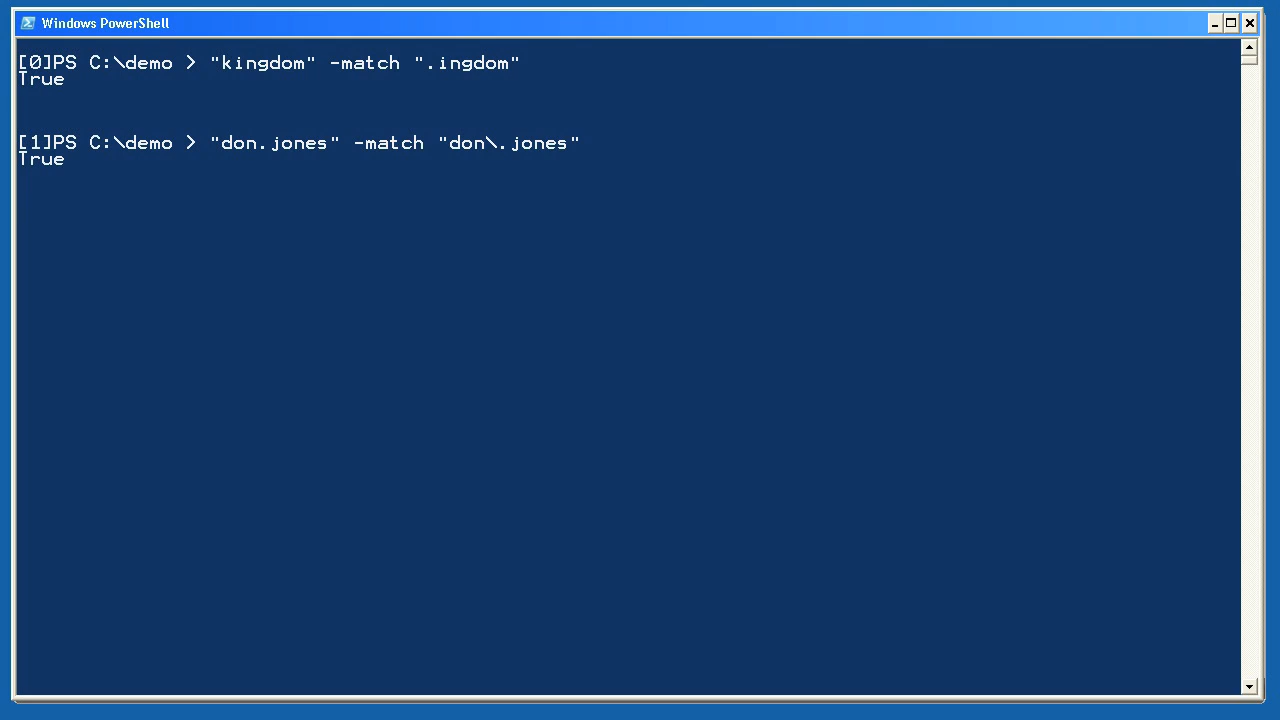 Windows PowerShell
[0]PS C:\demo > "kingdom" -match ".ingdom"
True
[1]PS C:\demo > "don.jones" -match "don\.jones"
True